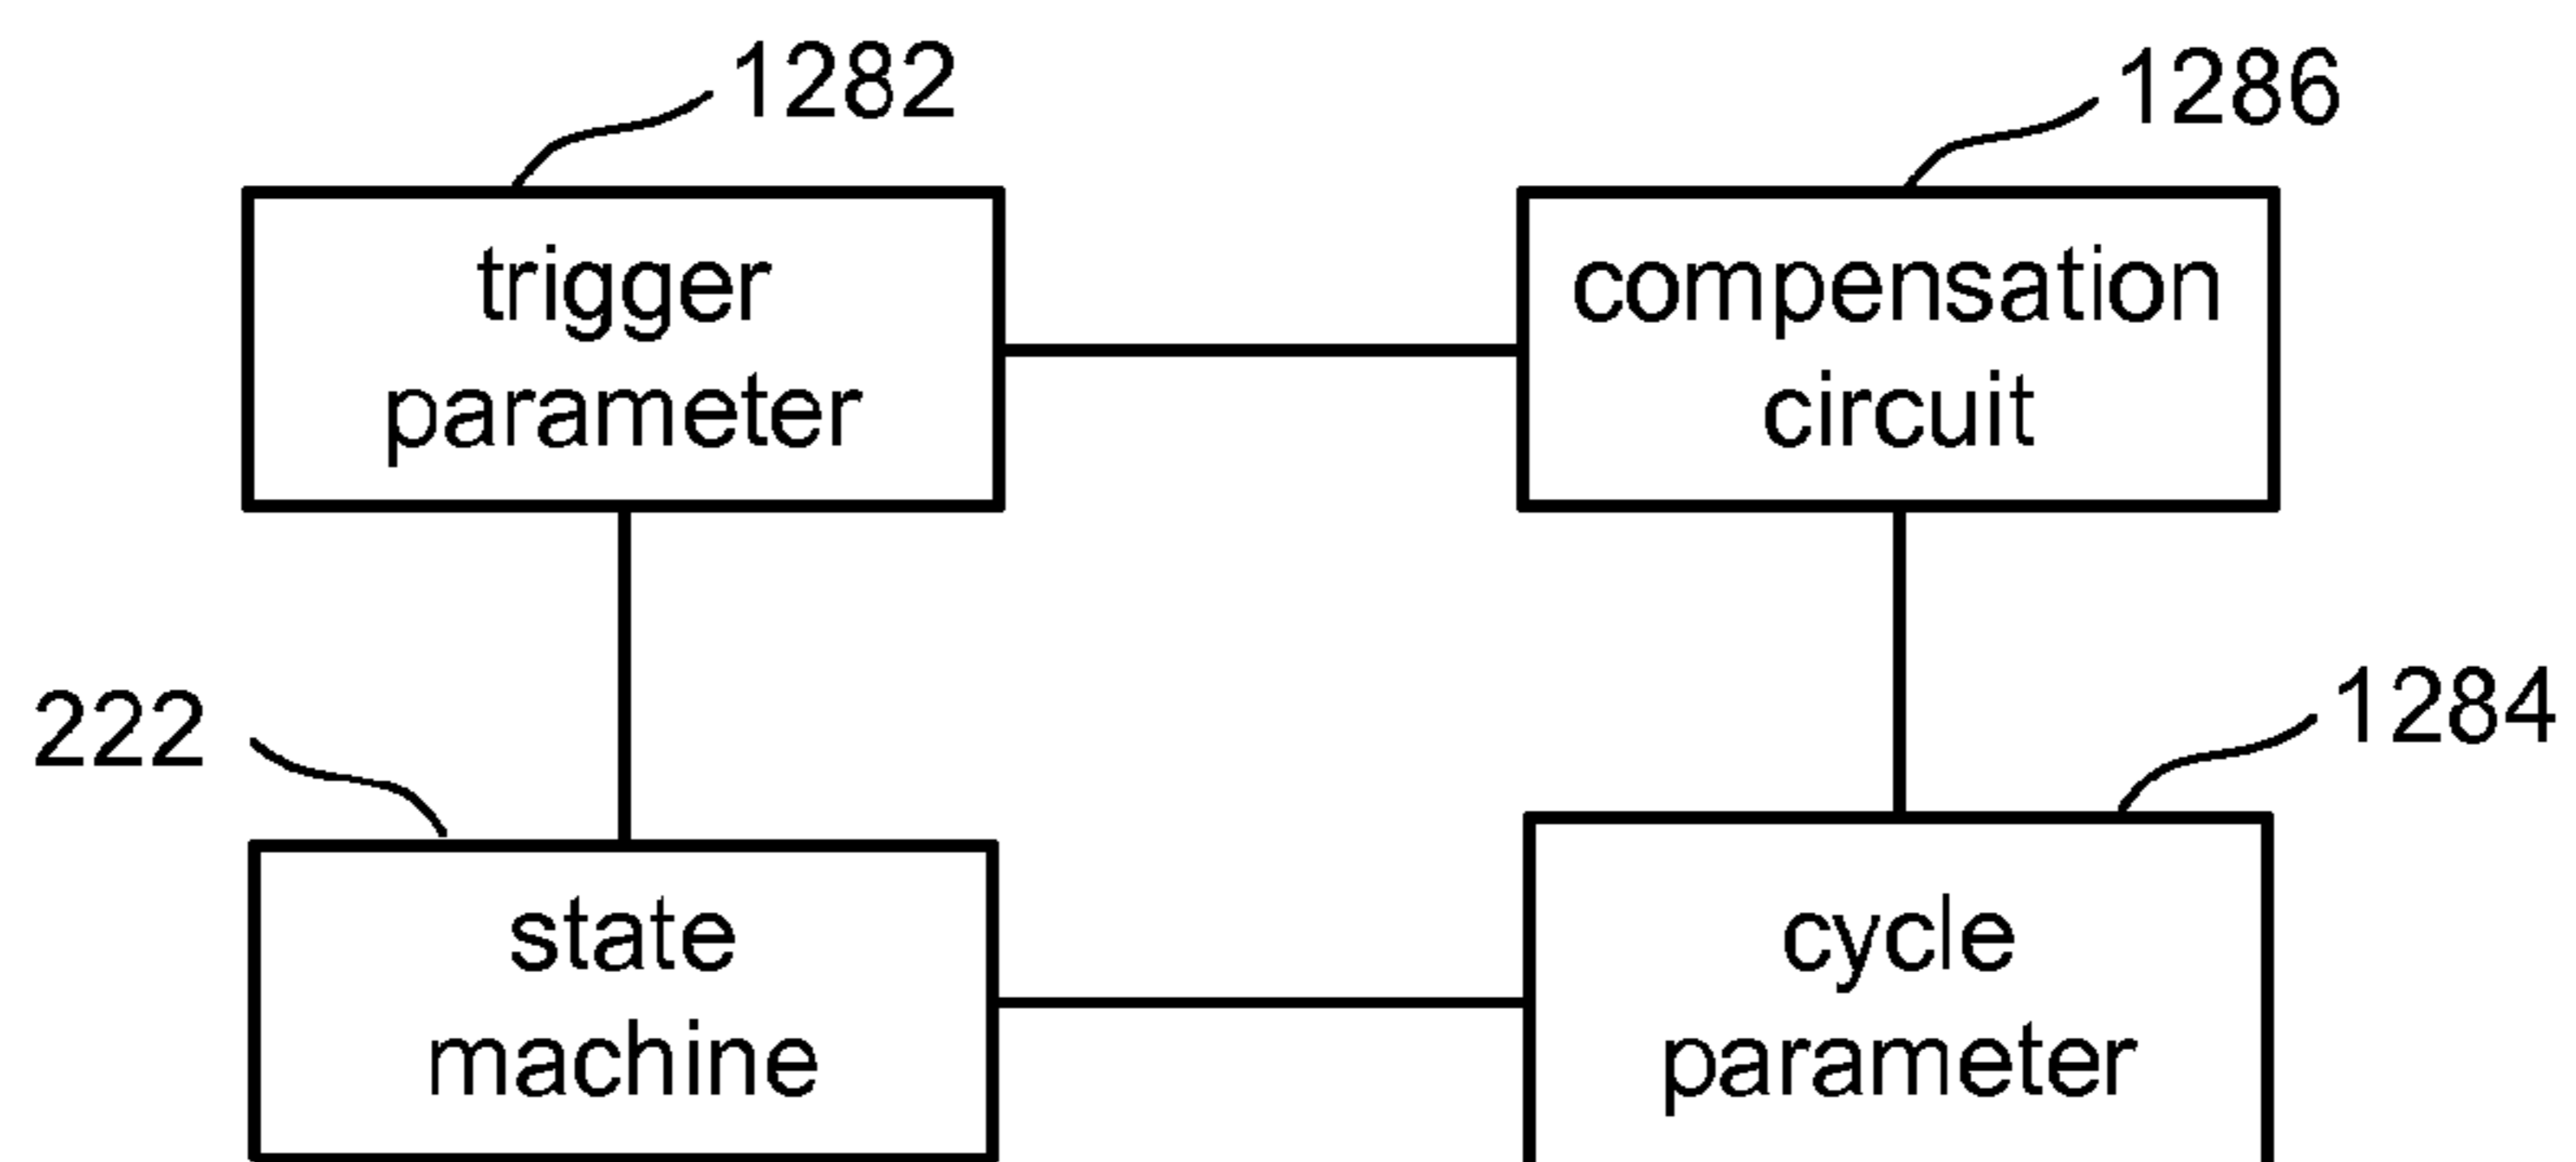 1282
1286
trigger
parameter
compensation
circuit
222
1284
state
machine
cycle
parameter